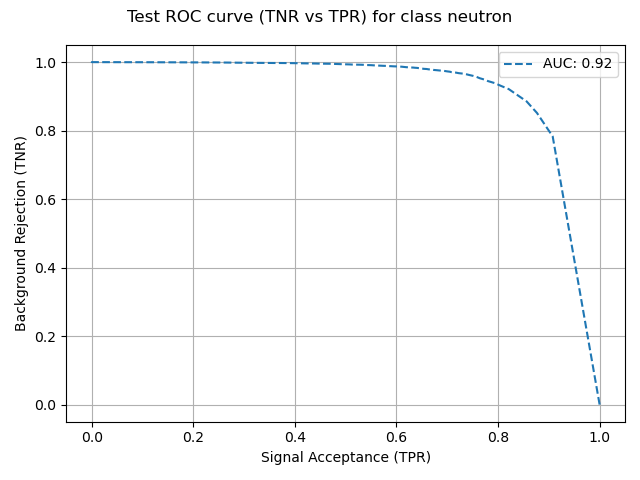 Test ROC curve (TNR vs TPR) for class neutron
AUC: 0.92
Background Rejection (TNR)
1.0
0.8
0.6
0.4
0.2
0.0
0.0 0.2 0.4 0.6 0.8 1.0
Signal Acceptance (TPR)